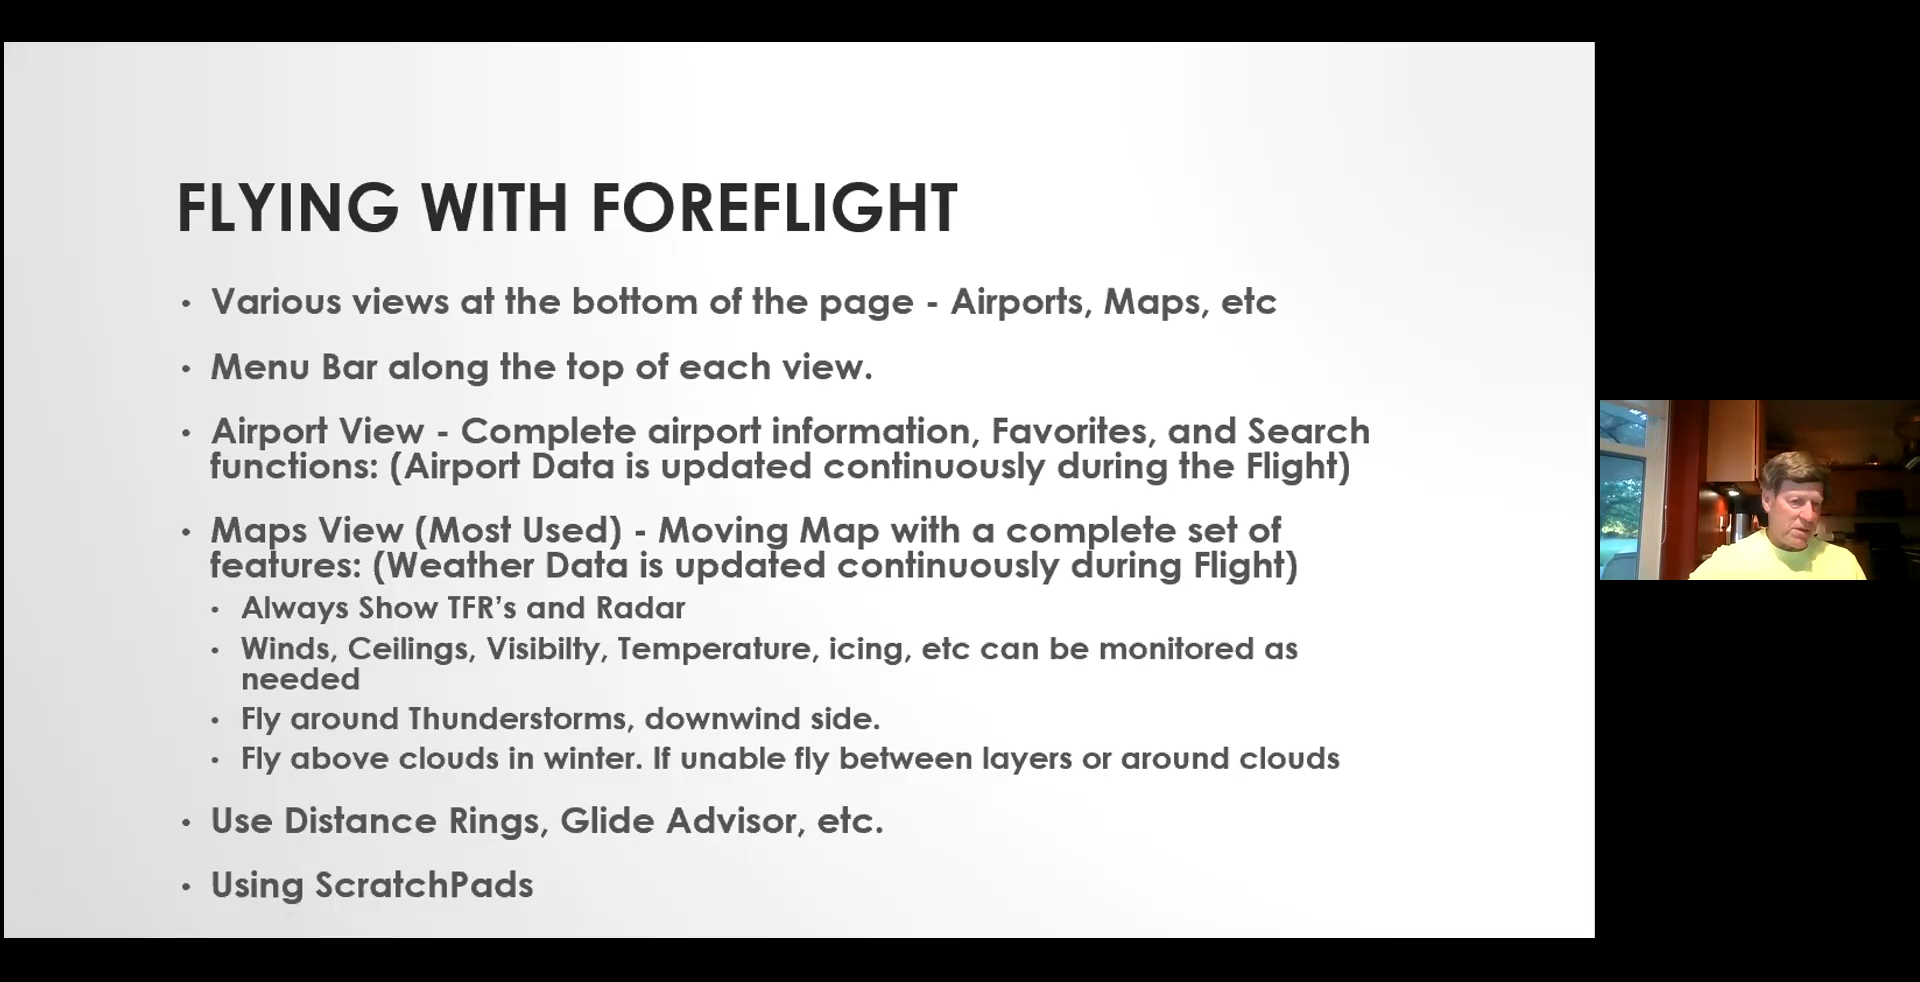 FLYING WITH FOREFLIGHT
• Various views at the bottom of the page - Airports, Maps, etc
• Menu Bar along the top of each view.
• Airport View - Complete airport information, Favorites, and Search
functions: (Airport Data is updated continuously during the Flight)
• Maps View (Most Used) - Moving Map with a complete set of
features: (Weather Data is updated continuously during Flight)
• Always Show TFR’s and Radar
• Winds, Ceilings, Visibilty, Temperature, icing, etc can be monitored as
needed
• Fly around Thunderstorms, downwind side.
• Fly above clouds in winter. If unable fly between layers or around clouds
• Use Distance Rings, Glide Advisor, etc.
• Using ScratchPads